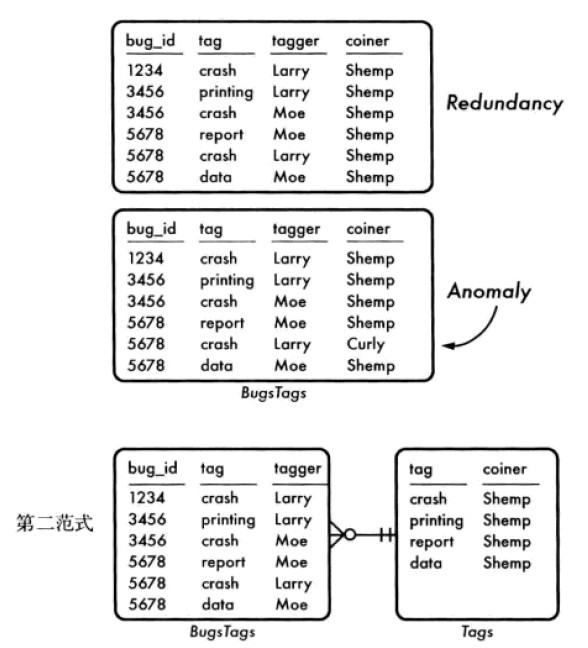 bug_id tag tagger coiner
1234 crash Larry Shemp
3456 printing Larry Shemp
3456 crash Moe Shemp
5678 report Moe Shemp
5678 crash Larry Shemp
5678 data Moe Shemp
Redundancy
bug_id tag tagger coiner
1234 crash Larry Shemp
3456 printing Larry Shemp
3456 crash Moe Shemp
5678 report Moe Shemp
5678 crash Larry Curly
5678 data Moe Shemp
Anomaly
BugsTags
第二范式
bug_id tag tagger
1234 crash Larry
3456 printing Larry
3456 crash Moe
5678 report Moe
5678 crash Larry
5678 data Moe
BugsTags
tag coiner
crash Shemp
printing Shemp
report Shemp
data Shemp
Tags